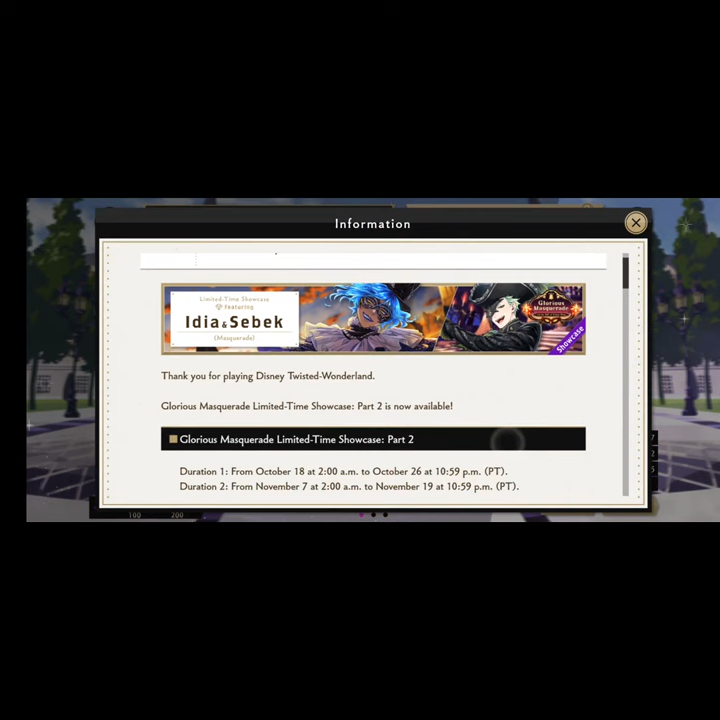 Information
Limited-Time Showcase
Featuring
Idia & Sebek
(Masquerade)
Glorious
Masquerade
Showcase
Thank you for playing Disney Twisted-Wonderland.
Glorious Masquerade Limited-Time Showcase: Part 2 is now available!
Glorious Masquerade Limited-Time Showcase: Part 2
Duration 1: From October 18 at 2:00 a.m. to October 26 at 10:59 p.m. (PT).
Duration 2: From November 7 at 2:00 a.m. to November 19 at 10:59 p.m. (PT).
7
2
5
100 200